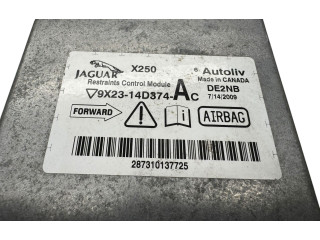 JAGUAR X250 Autoliv
Restraints Control Module Made in CANADA
9X23-14D374-AC DE2NB
7/14/2009
FORWARD AIRBAG
287310137725